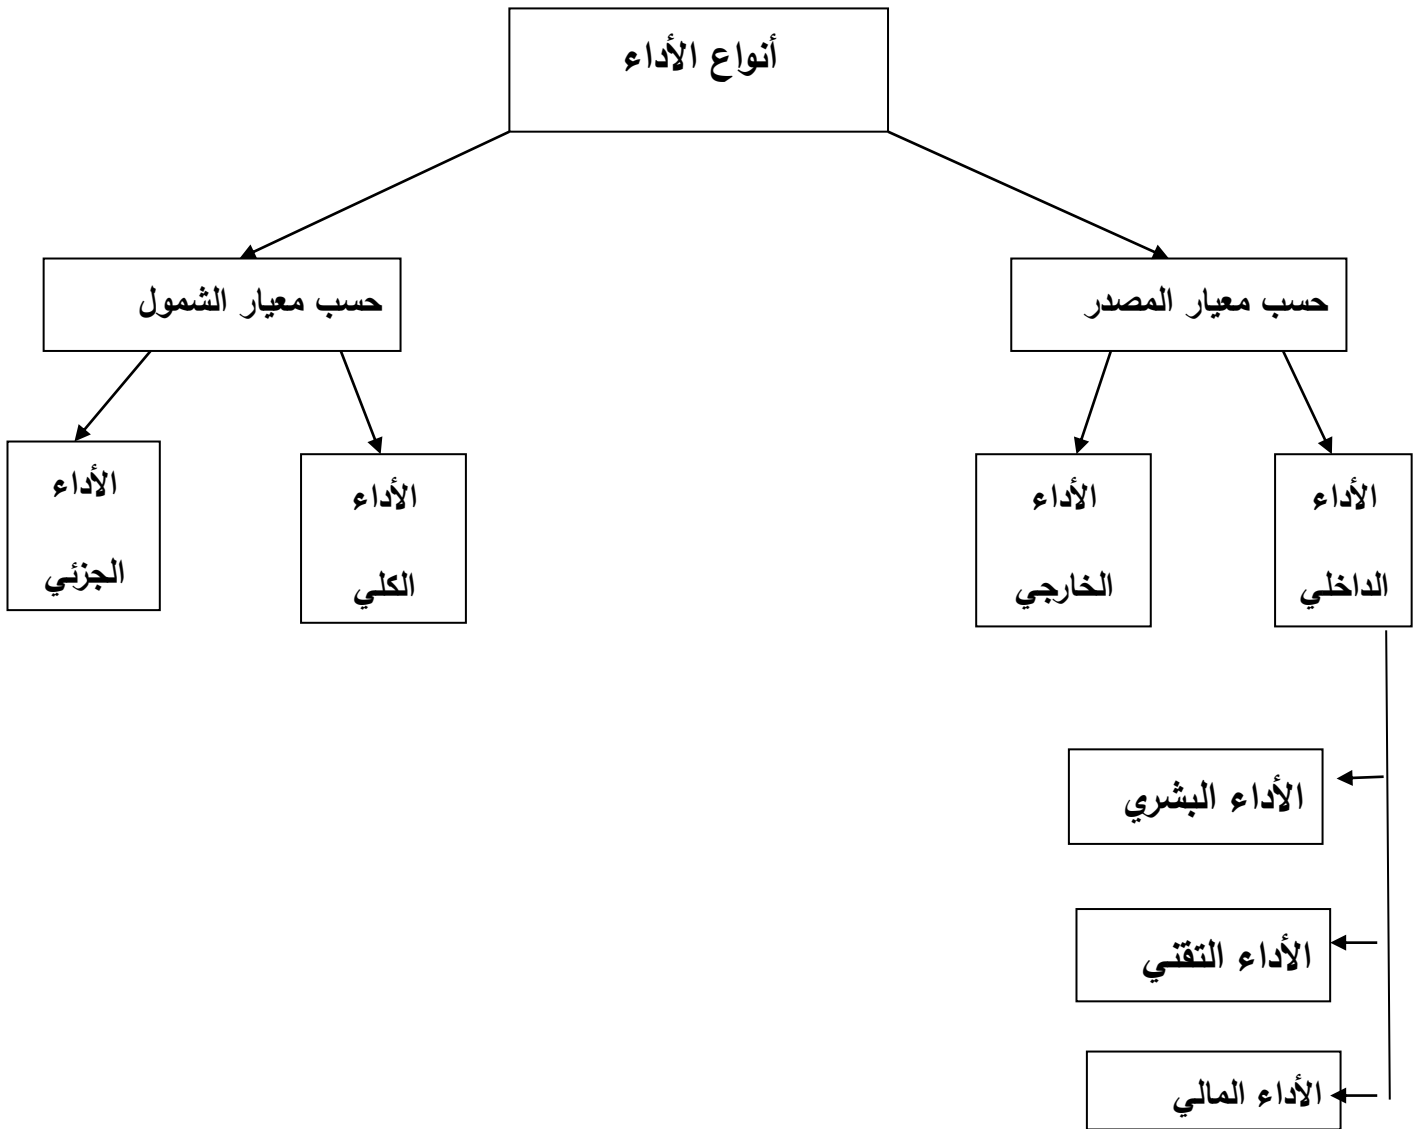 أنواع الأداء
حسب معيار المصدر
حسب معيار الشمول
الأداء
الداخلي
الأداء
الخارجي
الأداء
الكلي
الأداء
الجزئي
الأداء البشري
الأداء التقني
الأداء المالي